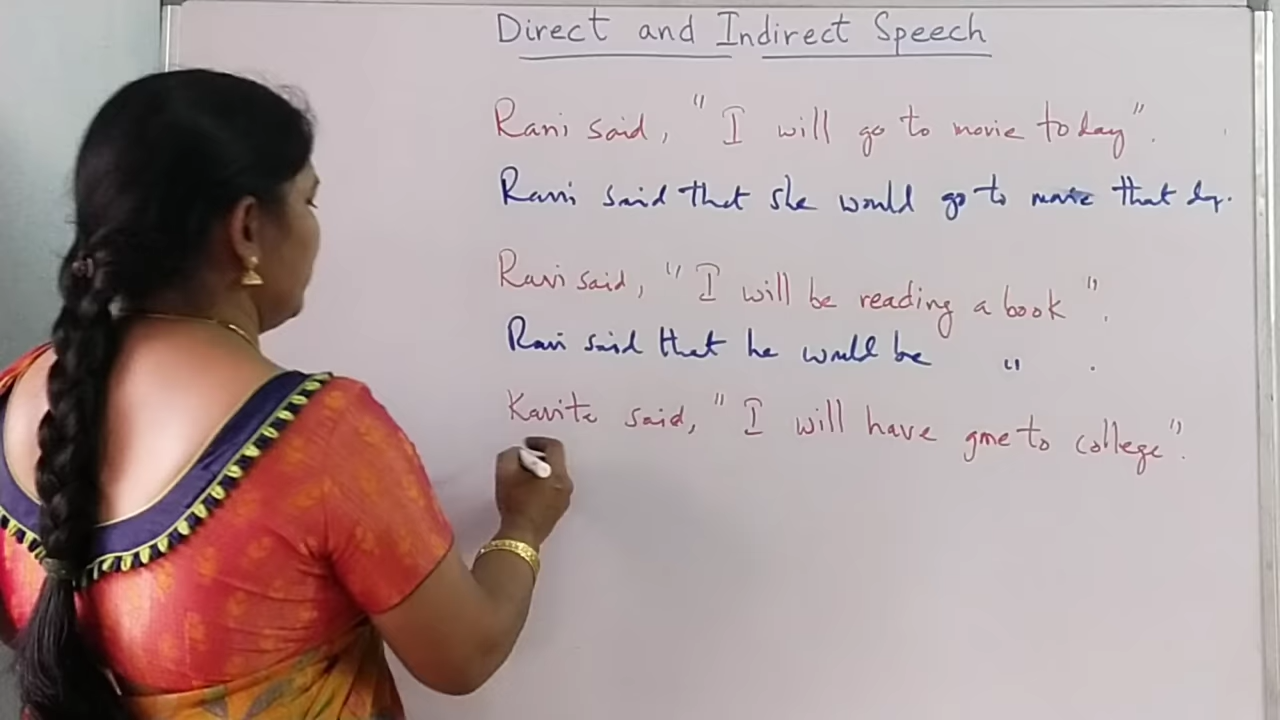 Direct and Indirect Speech
Rani said, "I will go to movie today".
Rani said that she would go to movie that day.
Ravi said, "I will be reading a book".
Ravi said that he would be " .
Kavita said, "I will have gone to college".